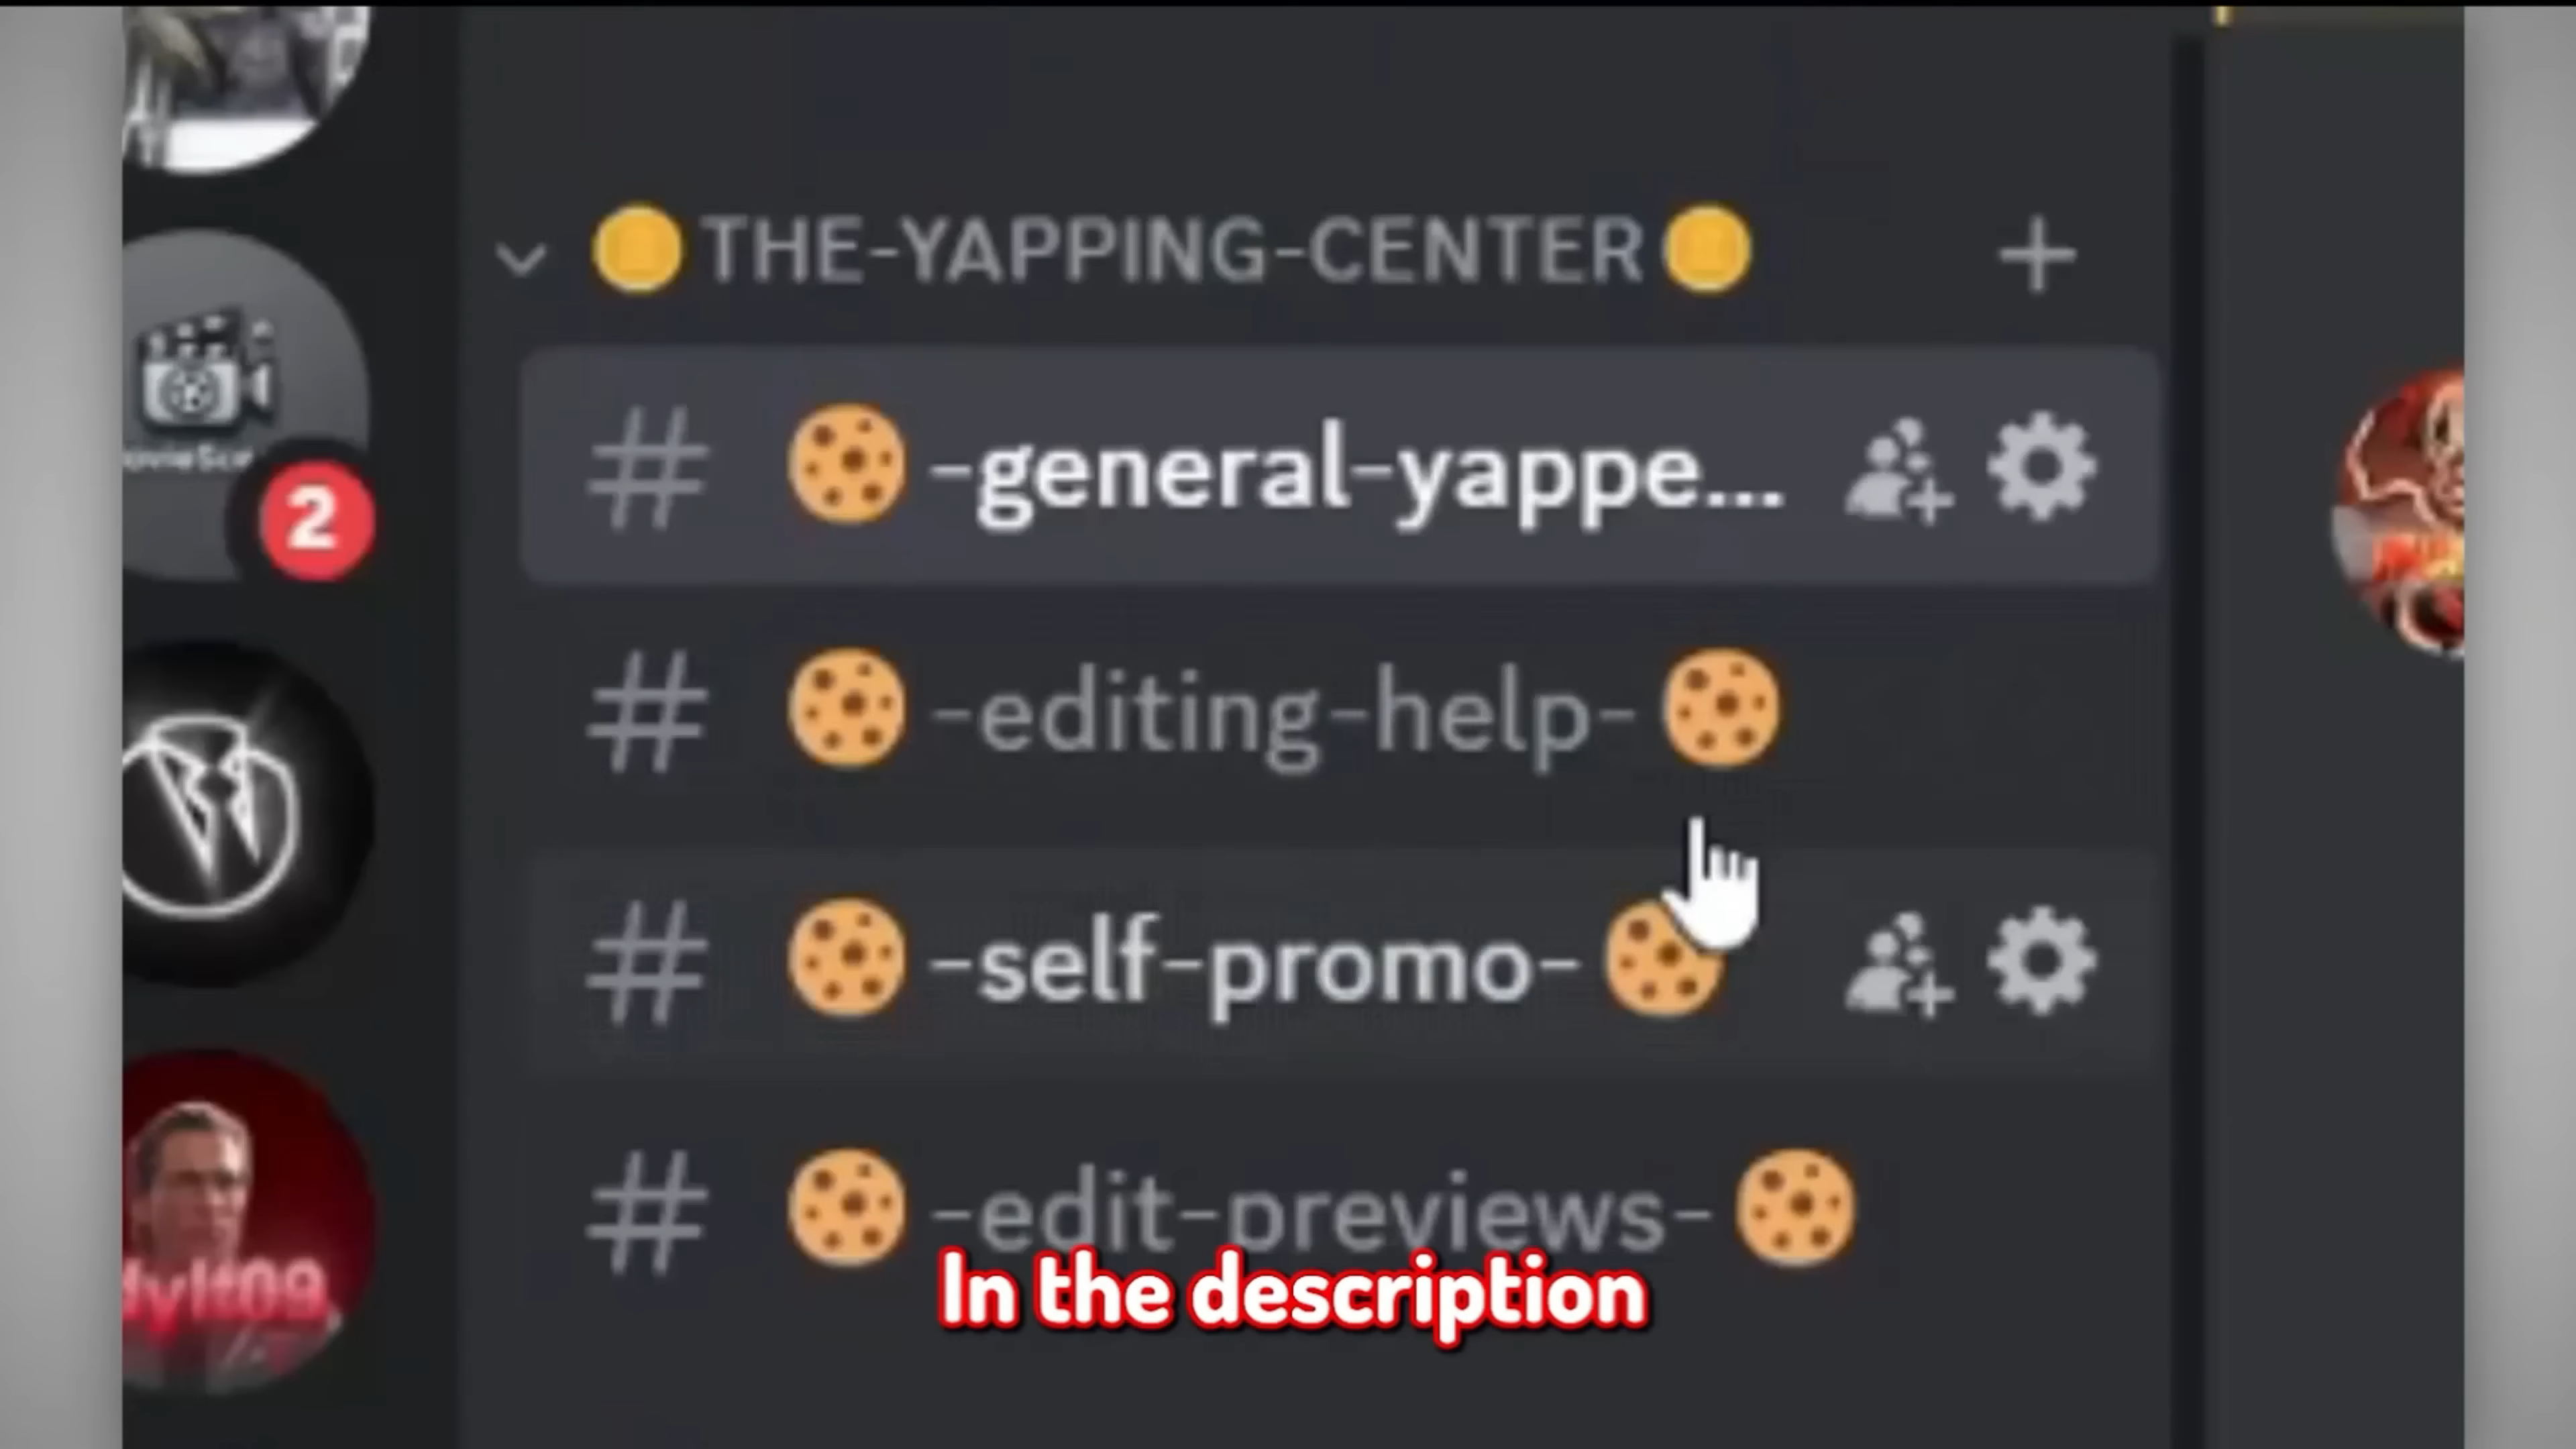 THE-YAPPING-CENTER
-general-yappe...
2
-editing-help-
-self-promo-
-edit-previews-
In the description